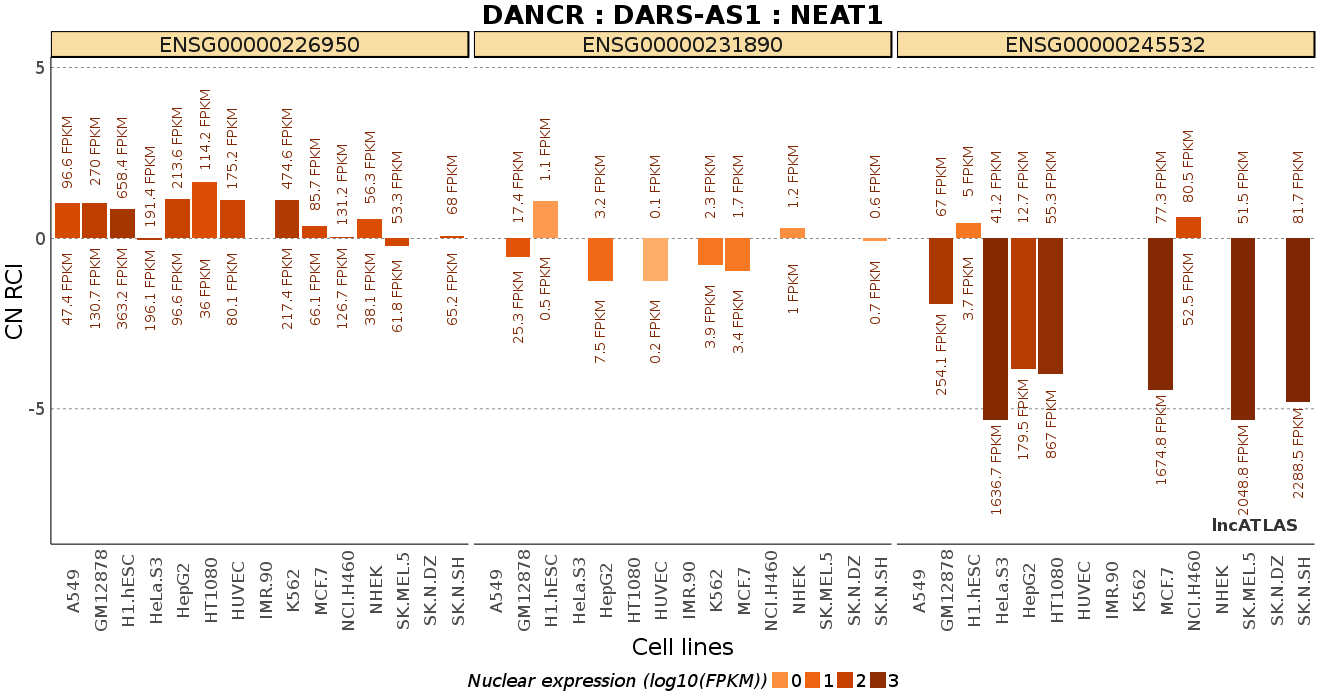 DANCR : DARS-AS1 : NEAT1
ENSG00000226950
ENSG00000231890
ENSG00000245532
CN RCI
5
0
-5
96.6 FPKM
270 FPKM
658.4 FPKM
191.4 FPKM
213.6 FPKM
114.2 FPKM
175.2 FPKM
474.6 FPKM
85.7 FPKM
131.2 FPKM
56.3 FPKM
53.3 FPKM
68 FPKM
47.4 FPKM
130.7 FPKM
363.2 FPKM
196.1 FPKM
96.6 FPKM
36 FPKM
80.1 FPKM
217.4 FPKM
66.1 FPKM
126.7 FPKM
38.1 FPKM
61.8 FPKM
65.2 FPKM
17.4 FPKM
1.1 FPKM
3.2 FPKM
0.1 FPKM
2.3 FPKM
1.7 FPKM
1.2 FPKM
0.6 FPKM
25.3 FPKM
0.5 FPKM
7.5 FPKM
0.2 FPKM
3.9 FPKM
3.4 FPKM
1 FPKM
0.7 FPKM
67 FPKM
5 FPKM
41.2 FPKM
12.7 FPKM
55.3 FPKM
77.3 FPKM
80.5 FPKM
51.5 FPKM
81.7 FPKM
254.1 FPKM
3.7 FPKM
1636.7 FPKM
179.5 FPKM
867 FPKM
1674.8 FPKM
52.5 FPKM
2048.8 FPKM
2288.5 FPKM
lncATLAS
A549
GM12878
H1.hESC
HeLa.S3
HepG2
HT1080
HUVEC
IMR.90
K562
MCF.7
NCI.H460
NHEK
SK.MEL.5
SK.N.DZ
SK.N.SH
A549
GM12878
H1.hESC
HeLa.S3
HepG2
HT1080
HUVEC
IMR.90
K562
MCF.7
NCI.H460
NHEK
SK.MEL.5
SK.N.DZ
SK.N.SH
A549
GM12878
H1.hESC
HeLa.S3
HepG2
HT1080
HUVEC
IMR.90
K562
MCF.7
NCI.H460
NHEK
SK.MEL.5
SK.N.DZ
SK.N.SH
Cell lines
Nuclear expression (log10(FPKM)) 0 1 2 3